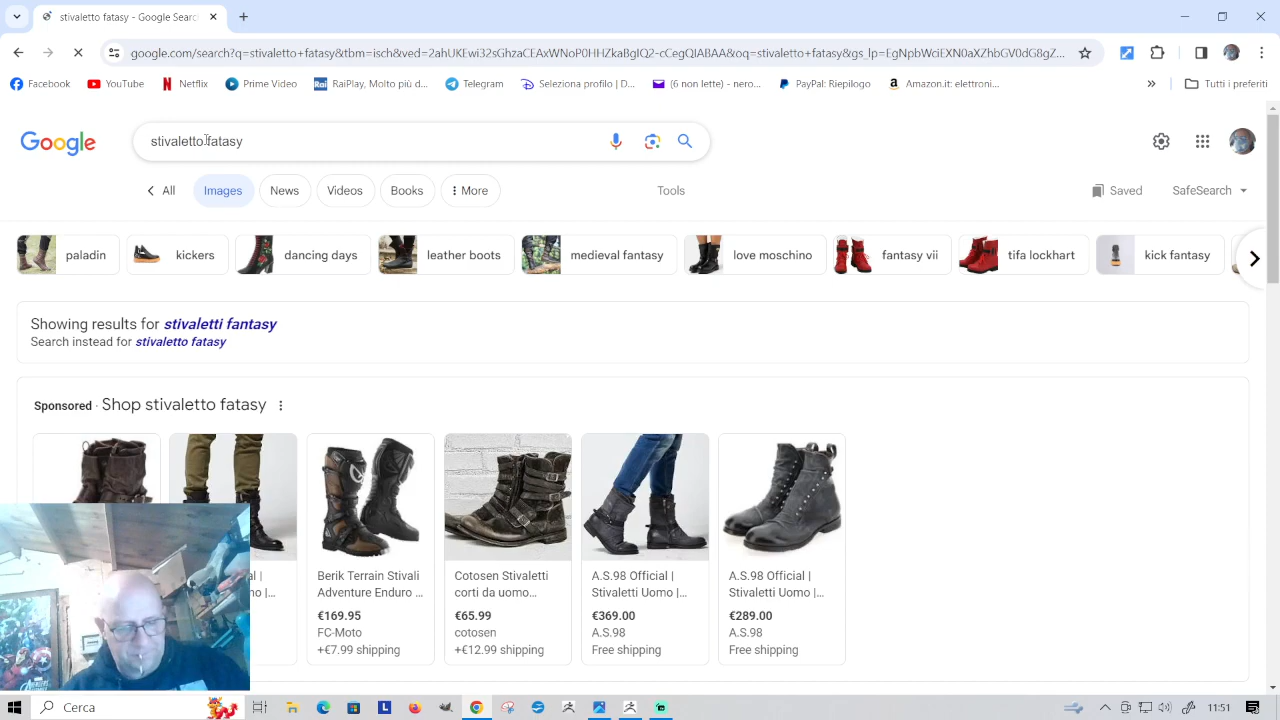 google.com/search?q=stivaletto+fatasy&tbm=isch&ved=2ahUKEwi32sGhzaCEAxWNoP0HHZkaBgIQ2-cCegQIABAA&oq=stivaletto+fatasy&gs_lp=EgNpbWciEXN0aXZhbGV0dG8gZ...
Facebook YouTube Netflix Prime Video RaiPlay, Molto più d... Telegram Seleziona profilo | D... (6 non lette) - nero... PayPal: Riepilogo Amazon.it: elettroni... » Tutti i preferiti
Google stivaletto fatasy
All Images News Videos Books More Tools Saved SafeSearch
paladin kickers dancing days leather boots medieval fantasy love moschino fantasy vii tifa lockhart kick fantasy
Showing results for stivaletti fantasy
Search instead for stivaletto fatasy
Sponsored · Shop stivaletto fatasy
al | Berik Terrain Stivali Cotosen Stivaletti A.S.98 Official | A.S.98 Official |
no |... Adventure Enduro ... corti da uomo... Stivaletti Uomo |... Stivaletti Uomo |...
€169.95 €65.99 €369.00 €289.00
FC-Moto cotosen A.S.98 A.S.98
+€7.99 shipping +€12.99 shipping Free shipping Free shipping
Cerca 11:51